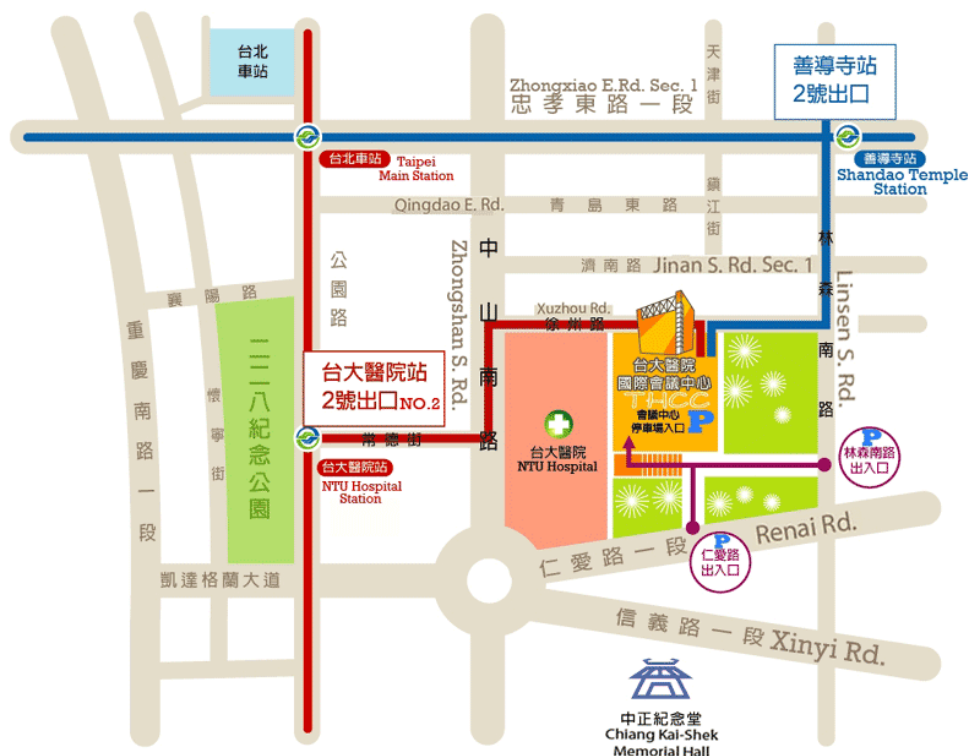 台北
車站
天津街
善導寺站
2號出口
Zhongxiao E.Rd. Sec. 1
忠孝東路一段
台北車站 Taipei
Main Station
善導寺站
Shandao Temple
Station
鎮江街
Qingdao E. Rd.
青島東路
林森南路
Linsen S. Rd.
中山南路
Zhongshan S. Rd.
公園路
濟南路 Jinan S. Rd. Sec. 1
襄陽路
Xuzhou Rd.
徐州路
重慶南路一段
懷寧街
二二八紀念公園
台大醫院站
2號出口NO.2
台大醫院
國際會議中心
THCC
會議中心
停車場入口 P
常德街
台大醫院站
NTU Hospital
Station
台大醫院
NTU Hospital
P
林森南路
出入口
P
仁愛路
出入口
仁愛路一段 Renai Rd.
凱達格蘭大道
信義路一段 Xinyi Rd.
中正紀念堂
Chiang Kai-Shek
Memorial Hall